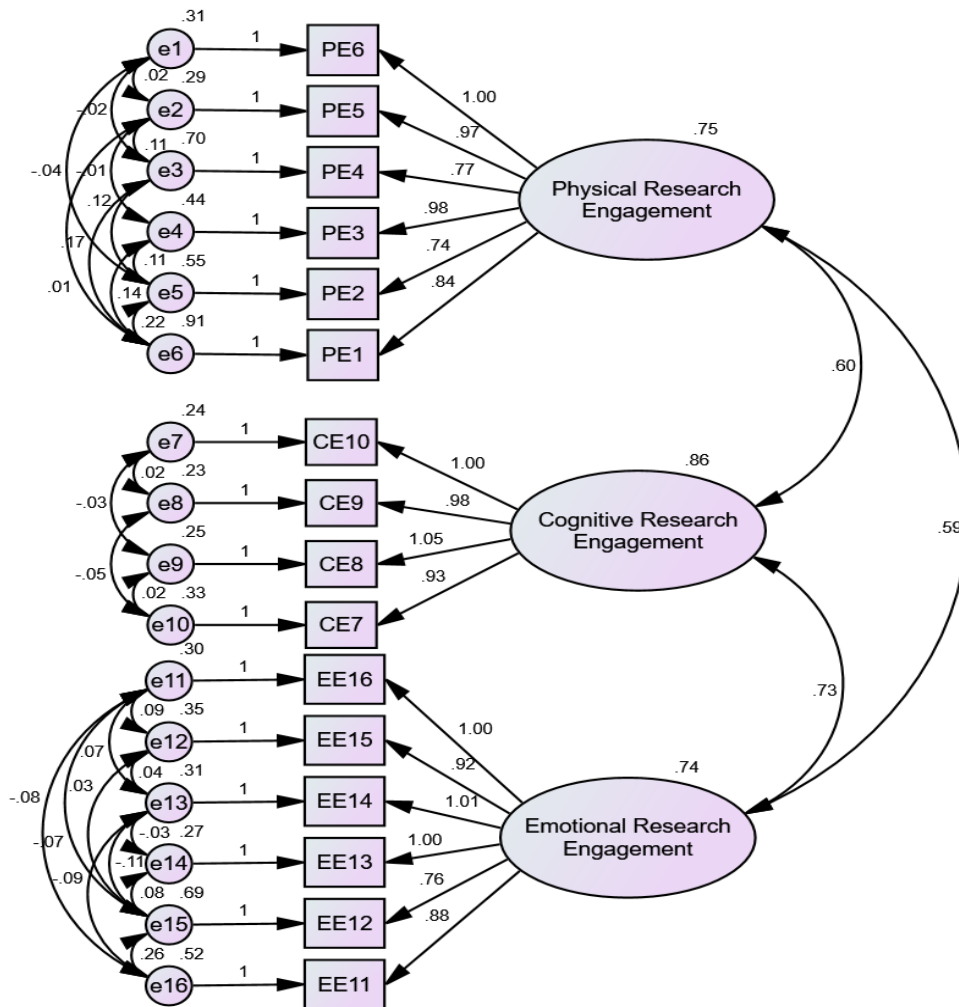 .31
e1
1
PE6
.02
.29
e2
1
PE5
.11
.70
e3
1
PE4
.44
e4
1
PE3
.11
.55
e5
1
PE2
.22
.91
e6
1
PE1
-.04
-.02
-.01
.12
.17
.14
.01
1.00
.97
.77
.98
.74
.84
.75
Physical Research
Engagement
.60
.59
.24
e7
1
CE10
.02
.23
e8
1
CE9
.25
e9
1
CE8
.02
.33
e10
1
CE7
-.03
-.05
1.00
.98
1.05
.93
.86
Cognitive Research
Engagement
.73
.30
e11
1
EE16
.09
.35
e12
1
EE15
.04
.31
e13
1
EE14
-.03
.27
e14
1
EE13
.08
.69
e15
1
EE12
.26
.52
e16
1
EE11
.07
-.08
.03
-.07
-.11
-.09
1.00
.92
1.01
1.00
.76
.88
.74
Emotional Research
Engagement